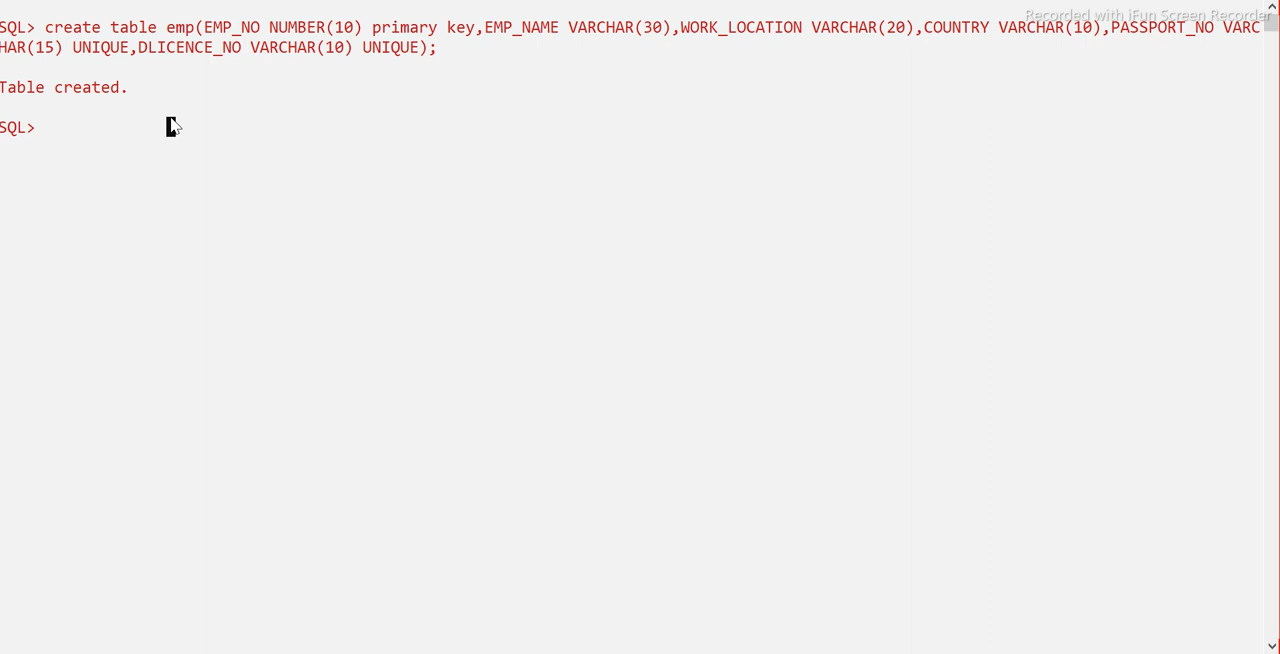 Recorded with iFun Screen Recorder
SQL> create table emp(EMP_NO NUMBER(10) primary key,EMP_NAME VARCHAR(30),WORK_LOCATION VARCHAR(20),COUNTRY VARCHAR(10),PASSPORT_NO VARC
HAR(15) UNIQUE,DLICENCE_NO VARCHAR(10) UNIQUE);
Table created.
SQL>